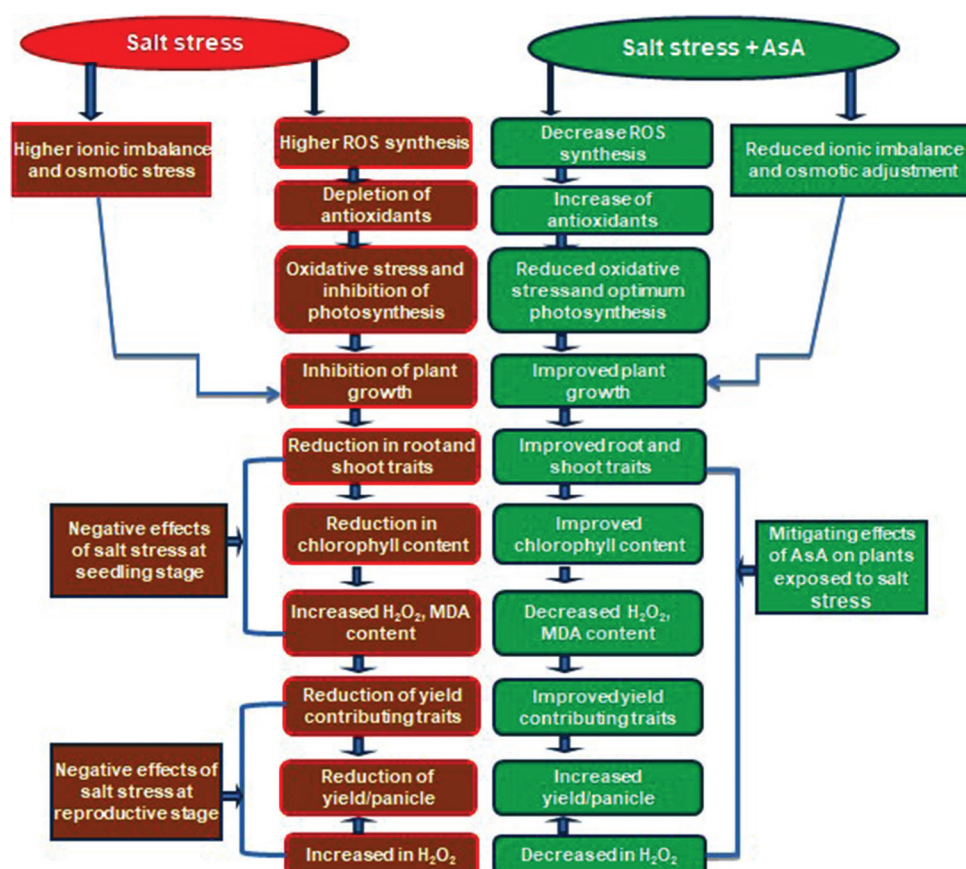 Salt stress
Salt stress + AsA
Higher ionic imbalance
and osmotic stress
Higher ROS synthesis
Decrease ROS
synthesis
Reduced ionic imbalance
and osmotic adjustment
Depletion of
antioxidants
Increase of
antioxidants
Oxidative stress and
inhibition of
photosynthesis
Reduced oxidative
stress and optimum
photosynthesis
Inhibition of plant
growth
Improved plant
growth
Reduction in root and
shoot traits
Improved root and
shoot traits
Negative effects
of salt stress at
seedling stage
Reduction in
chlorophyll content
Improved
chlorophyll content
Mitigating effects
of AsA on plants
exposed to salt
stress
Increased H₂O₂, MDA
content
Decreased H₂O₂,
MDA content
Reduction of yield
contributing traits
Improved yield
contributing traits
Negative effects of
salt stress at
reproductive stage
Reduction of
yield/panicle
Increased
yield/panicle
Increased in H₂O₂
Decreased in H₂O₂